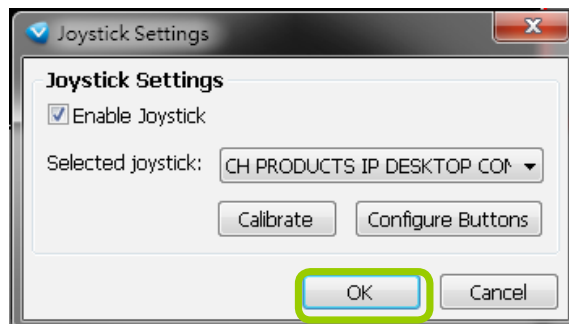 Joystick Settings
Joystick Settings
Enable Joystick
Selected joystick: CH PRODUCTS IP DESKTOP CON
Calibrate Configure Buttons
OK Cancel